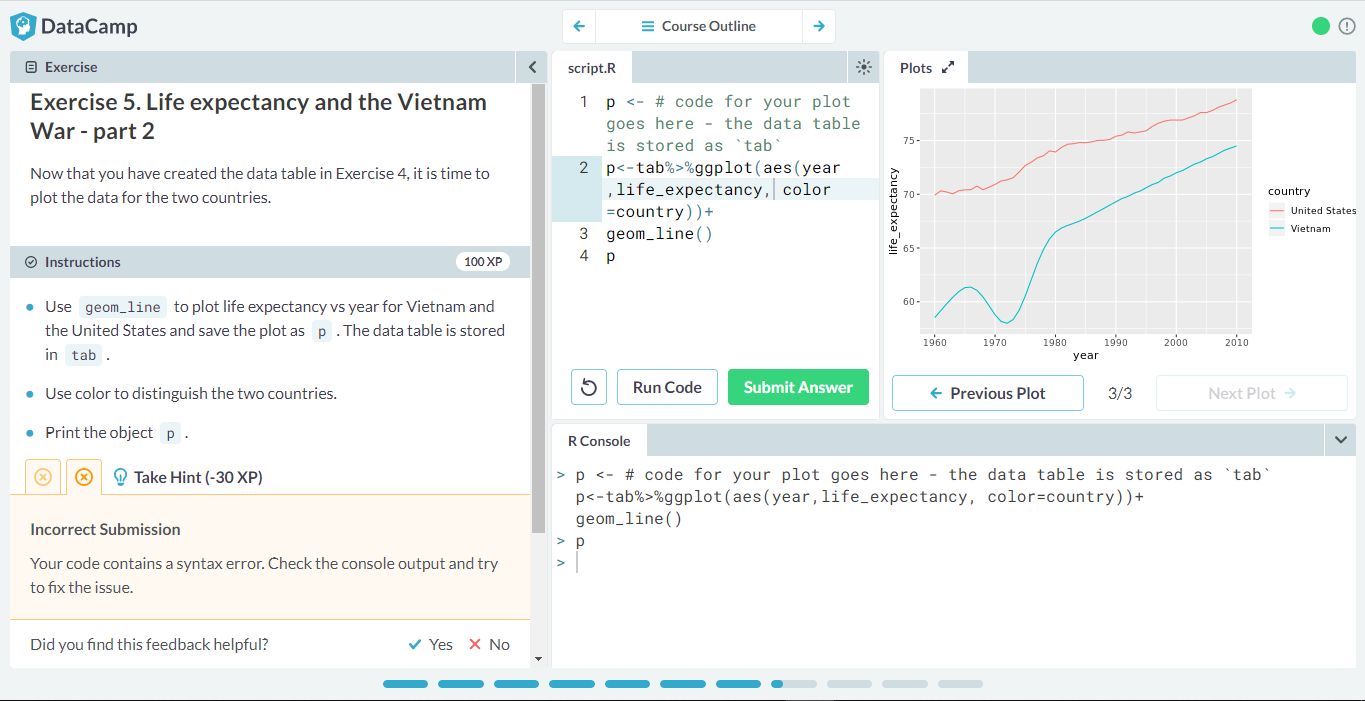 DataCamp
Course Outline
Exercise
Exercise 5. Life expectancy and the Vietnam
War - part 2
Now that you have created the data table in Exercise 4, it is time to
plot the data for the two countries.
Instructions
100 XP
Use geom_line to plot life expectancy vs year for Vietnam and
the United States and save the plot as p . The data table is stored
in tab .
Use color to distinguish the two countries.
Print the object p .
Take Hint (-30 XP)
Incorrect Submission
Your code contains a syntax error. Check the console output and try
to fix the issue.
Did you find this feedback helpful?
Yes
No
script.R
1 p <- # code for your plot
goes here - the data table
is stored as `tab`
2 p<-tab%>%ggplot(aes(year
,life_expectancy, color
=country))+
3 geom_line()
4 p
Run Code
Submit Answer
Plots
75
70
65
60
life_expectancy
1960 1970 1980 1990 2000 2010
year
country
United States
Vietnam
Previous Plot
3/3
Next Plot
R Console
> p <- # code for your plot goes here - the data table is stored as `tab`
p<-tab%>%ggplot(aes(year,life_expectancy, color=country))+
geom_line()
> p
>